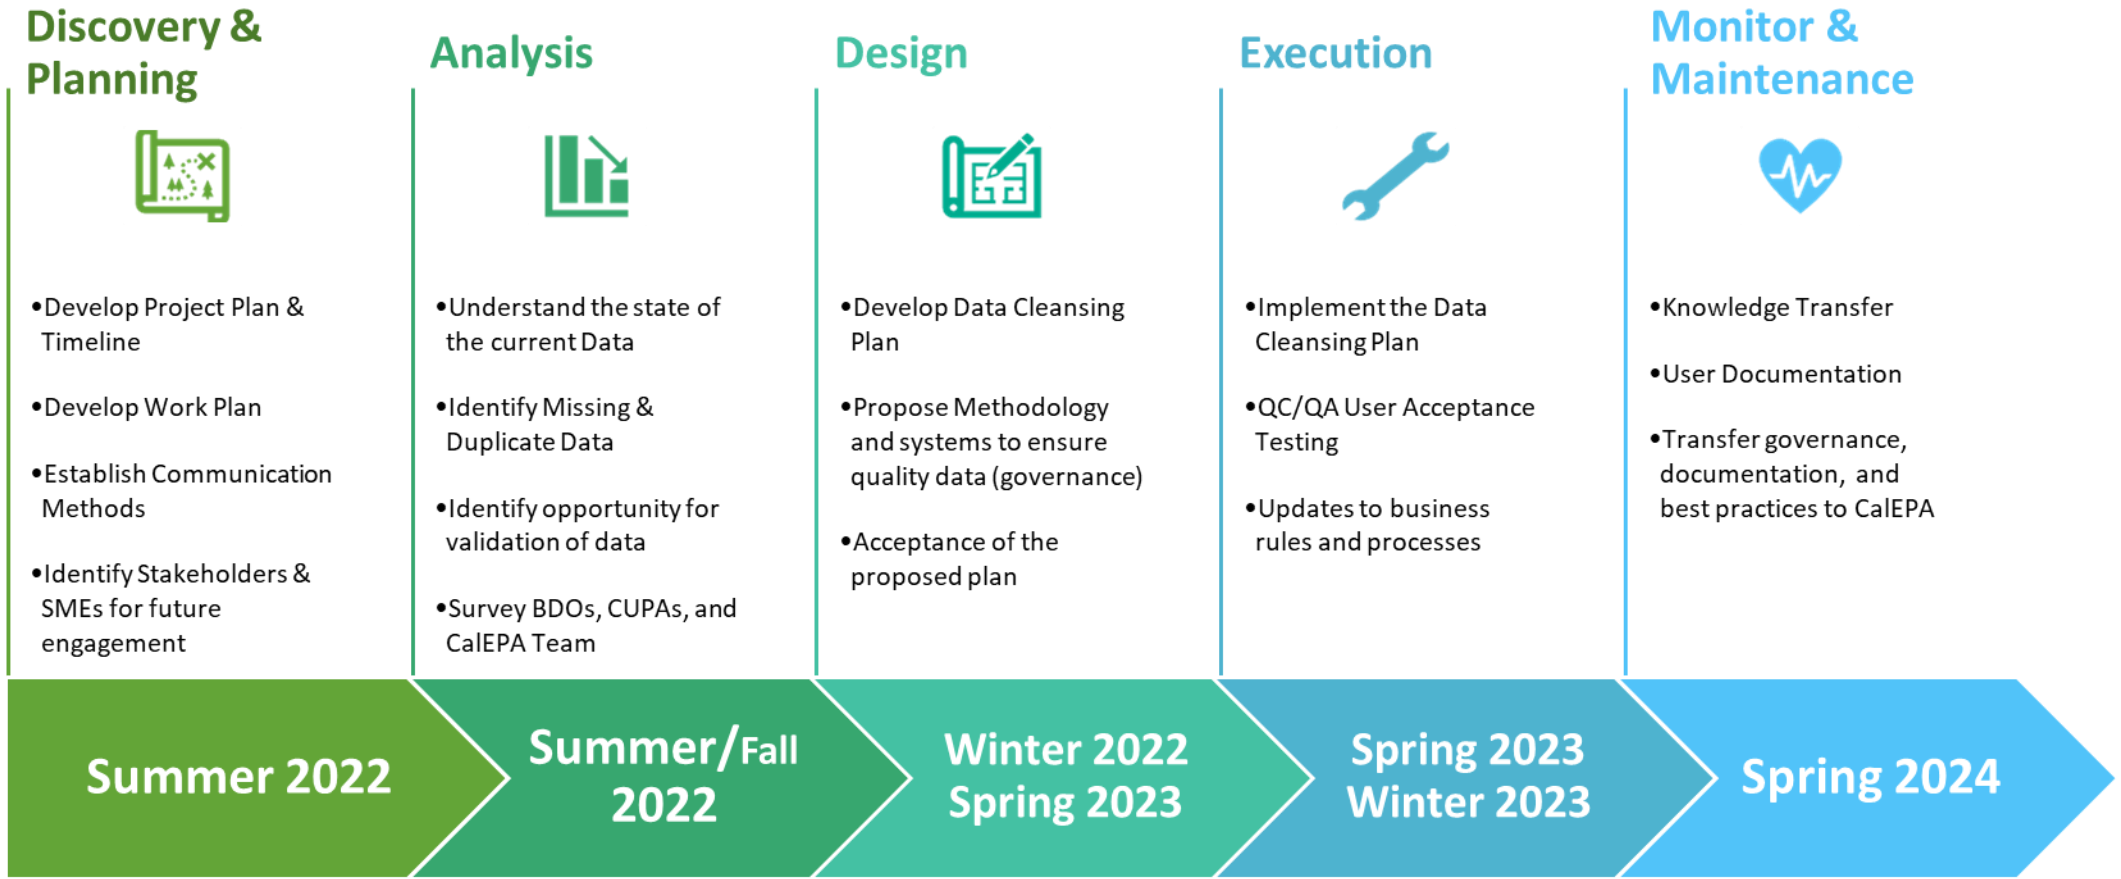 Discovery &
Planning
•Develop Project Plan &
Timeline
•Develop Work Plan
•Establish Communication
Methods
•Identify Stakeholders &
SMEs for future
engagement
Summer 2022
Analysis
•Understand the state of
the current Data
•Identify Missing &
Duplicate Data
•Identify opportunity for
validation of data
•Survey BDOs, CUPAs, and
CalEPA Team
Summer/Fall
2022
Design
•Develop Data Cleansing
Plan
•Propose Methodology
and systems to ensure
quality data (governance)
•Acceptance of the
proposed plan
Winter 2022
Spring 2023
Execution
•Implement the Data
Cleansing Plan
•QC/QA User Acceptance
Testing
•Updates to business
rules and processes
Spring 2023
Winter 2023
Monitor &
Maintenance
•Knowledge Transfer
•User Documentation
•Transfer governance,
documentation, and
best practices to CalEPA
Spring 2024